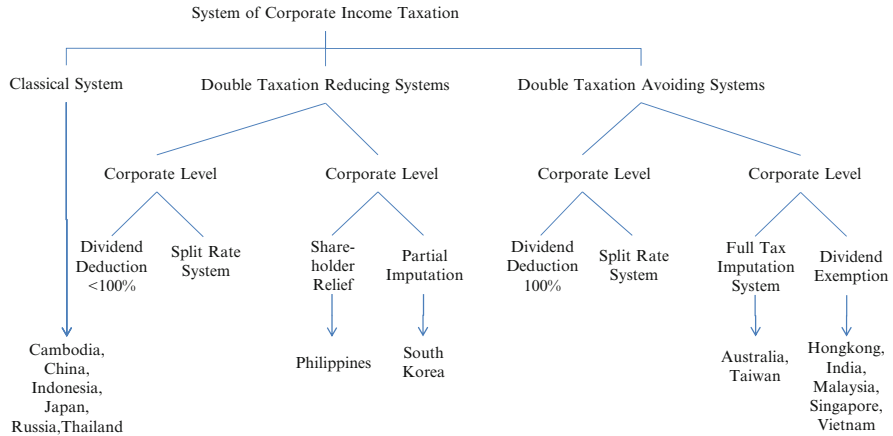 System of Corporate Income Taxation
Classical System
Double Taxation Reducing Systems
Double Taxation Avoiding Systems
Corporate Level
Corporate Level
Corporate Level
Corporate Level
Dividend
Deduction
<100%
Split Rate
System
Share-
holder
Relief
Partial
Imputation
Dividend
Deduction
100%
Split Rate
System
Full Tax
Imputation
System
Dividend
Exemption
Cambodia,
China,
Indonesia,
Japan,
Russia,Thailand
Philippines
South
Korea
Australia,
Taiwan
Hongkong,
India,
Malaysia,
Singapore,
Vietnam